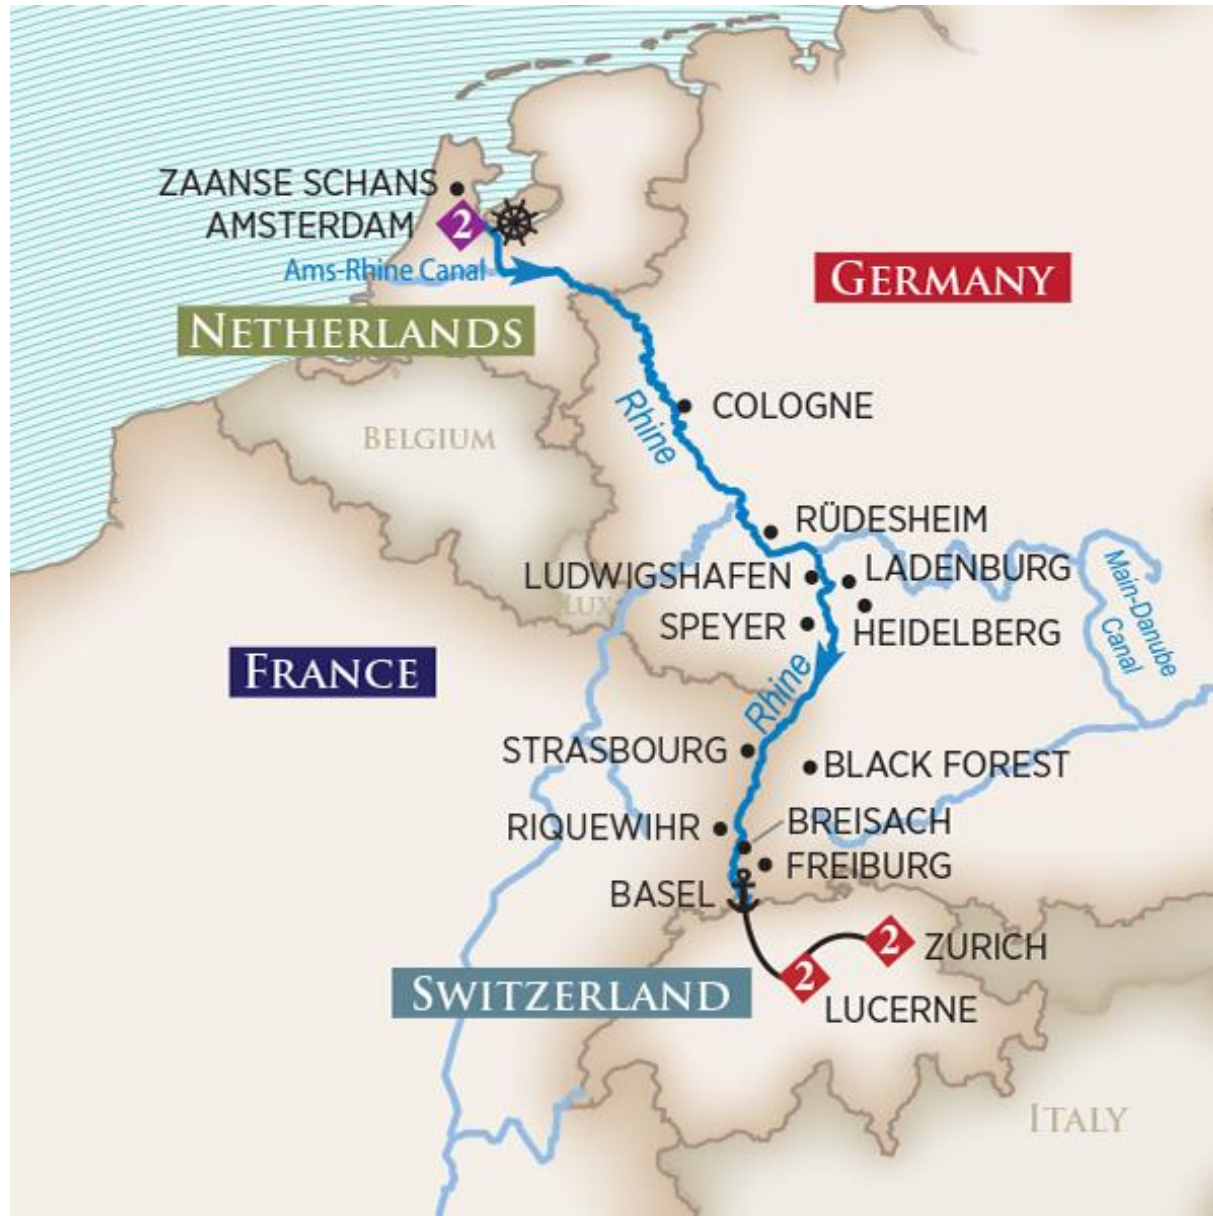 ZAANSE SCHANS
AMSTERDAM
2
Ams-Rhine Canal
GERMANY
NETHERLANDS
COLOGNE
Rhine
BELGIUM
RÜDESHEIM
LADENBURG
LUDWIGSHAFEN
LUX
SPEYER
HEIDELBERG
Main-Danube
Canal
FRANCE
Rhine
STRASBOURG
BLACK FOREST
RIQUEWIHR
BREISACH
FREIBURG
BASEL
2
ZURICH
2
LUCERNE
SWITZERLAND
ITALY